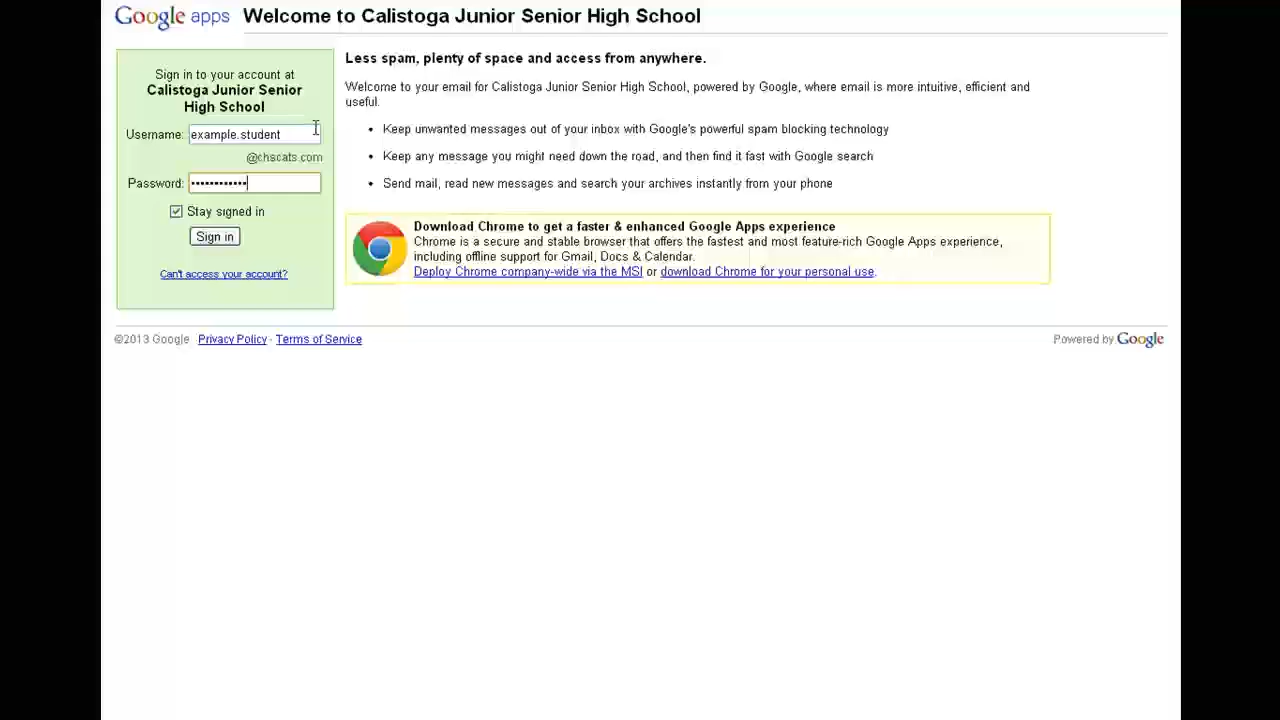 Google apps Welcome to Calistoga Junior Senior High School
Sign in to your account at
Calistoga Junior Senior
High School
Username: example.student
@chscats.com
Password: ••••••••••••
Stay signed in
Sign in
Can't access your account?
Less spam, plenty of space and access from anywhere.
Welcome to your email for Calistoga Junior Senior High School, powered by Google, where email is more intuitive, efficient and
useful.
• Keep unwanted messages out of your inbox with Google's powerful spam blocking technology
• Keep any message you might need down the road, and then find it fast with Google search
• Send mail, read new messages and search your archives instantly from your phone
Download Chrome to get a faster & enhanced Google Apps experience
Chrome is a secure and stable browser that offers the fastest and most feature-rich Google Apps experience,
including offline support for Gmail, Docs & Calendar.
Deploy Chrome company-wide via the MSI or download Chrome for your personal use.
©2013 Google Privacy Policy - Terms of Service
Powered by Google